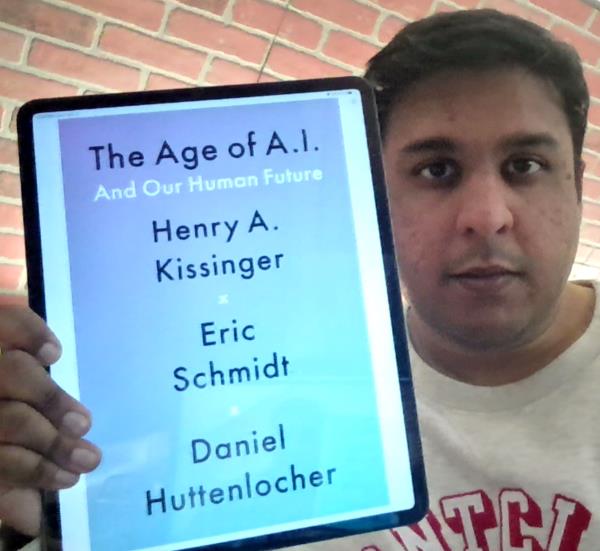 The Age of A.I.
And Our Human Future
Henry A.
Kissinger
x
Eric
Schmidt
x
Daniel
Huttenlocher